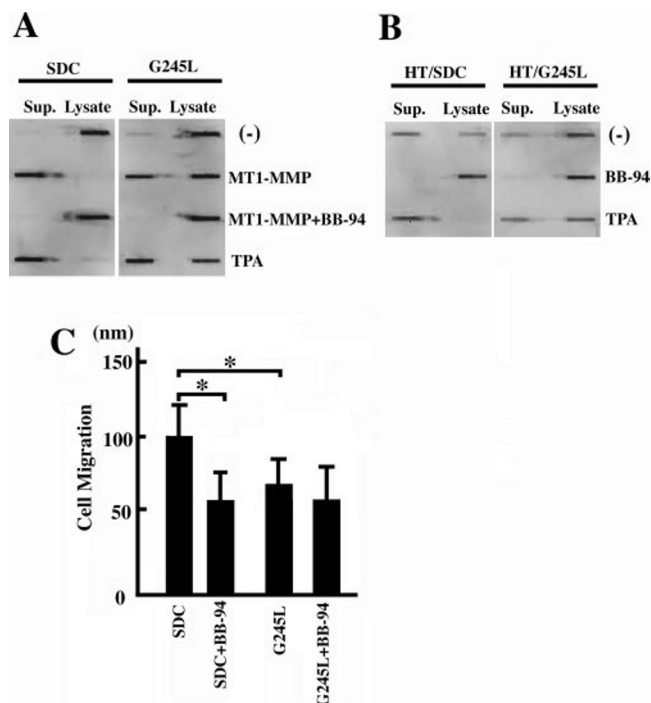 A
SDC G245L
Sup. Lysate Sup. Lysate
(-)
MT1-MMP
MT1-MMP+BB-94
TPA
B
HT/SDC HT/G245L
Sup. Lysate Sup. Lysate
(-)
BB-94
TPA
C
(nm)
150
100
50
0
Cell Migration
*
*
SDC
SDC+BB-94
G245L
G245L+BB-94